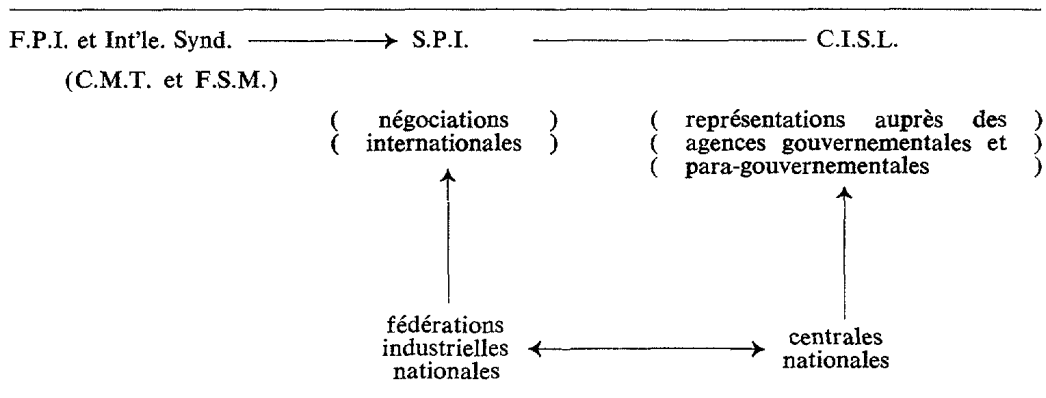 F.P.I. et Int'le. Synd. S.P.I. C.I.S.L.
(C.M.T. et F.S.M.)
( négociations )
( internationales )
( représentations auprès des )
( agences gouvernementales et )
( para-gouvernementales )
fédérations
industrielles
nationales
centrales
nationales